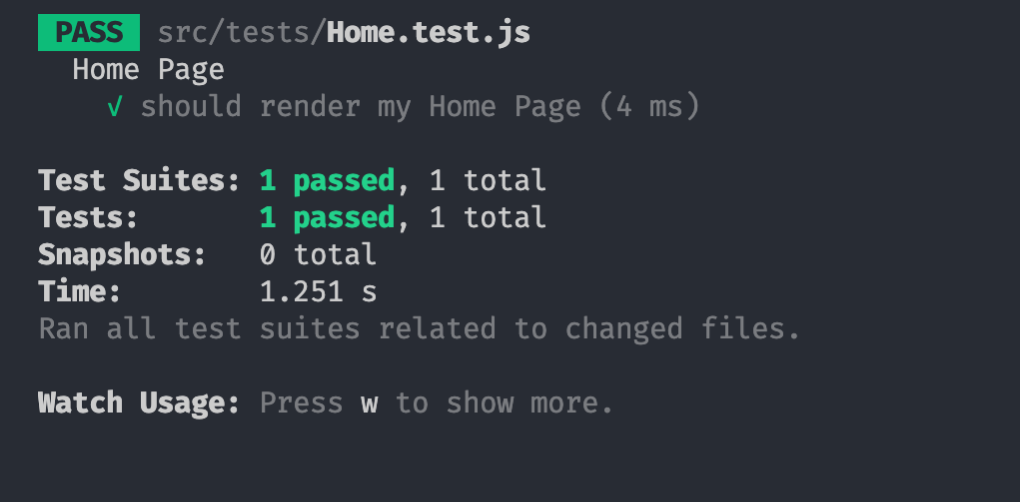 PASS src/tests/Home.test.js
Home Page
√ should render my Home Page (4 ms)
Test Suites: 1 passed, 1 total
Tests: 1 passed, 1 total
Snapshots: 0 total
Time: 1.251 s
Ran all test suites related to changed files.
Watch Usage: Press w to show more.